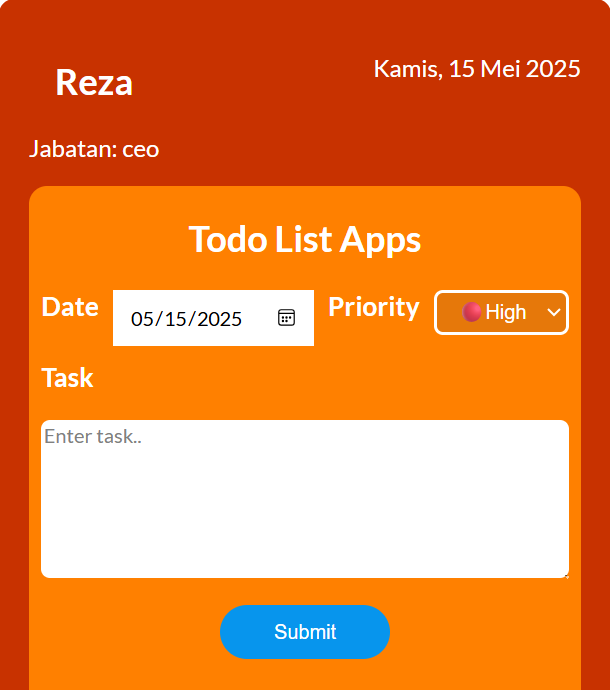 Reza
Kamis, 15 Mei 2025
Jabatan: ceo
Todo List Apps
Date 05/15/2025 Priority High
Task
Enter task..
Submit